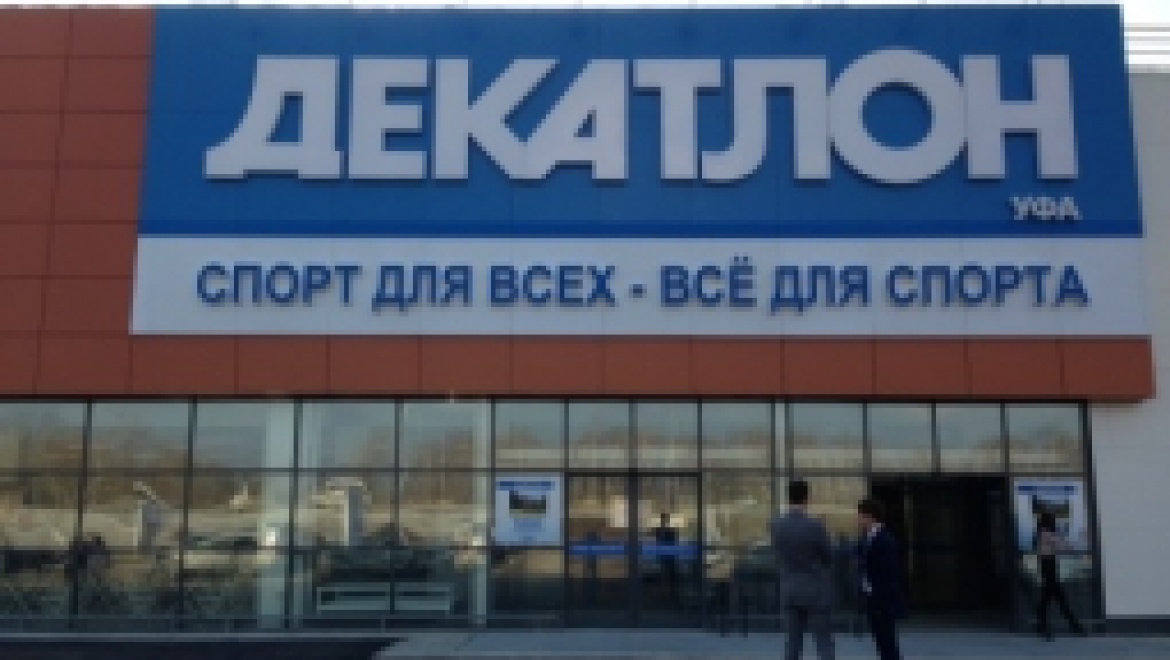 ДЕКАТЛОН
УФА
СПОРТ ДЛЯ ВСЕХ - ВСЁ ДЛЯ СПОРТА